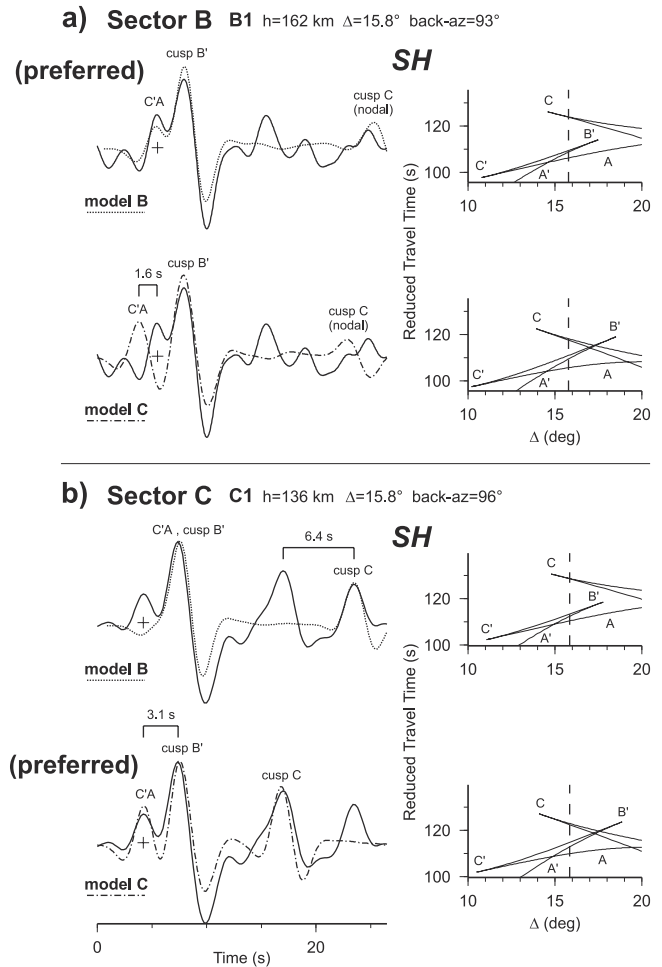 a) Sector B B1 h=162 km Δ=15.8° back-az=93°
(preferred)
cusp B'
SH
C'A
cusp C
(nodal)
model B
C
B'
C'
A'
A
120
100
10 15 20
Reduced Travel Time (s)
1.6 s
cusp B'
C'A
cusp C
(nodal)
model C
C
B'
C'
A'
A
120
100
10 15 20
Δ (deg)
b) Sector C C1 h=136 km Δ=15.8° back-az=96°
C'A , cusp B'
SH
6.4 s
cusp C
model B
C
B'
C'
A'
A
120
100
10 15 20
Reduced Travel Time (s)
3.1 s
(preferred)
cusp B'
C'A
cusp C
model C
C
B'
C'
A'
A
120
100
10 15 20
Δ (deg)
0 20
Time (s)